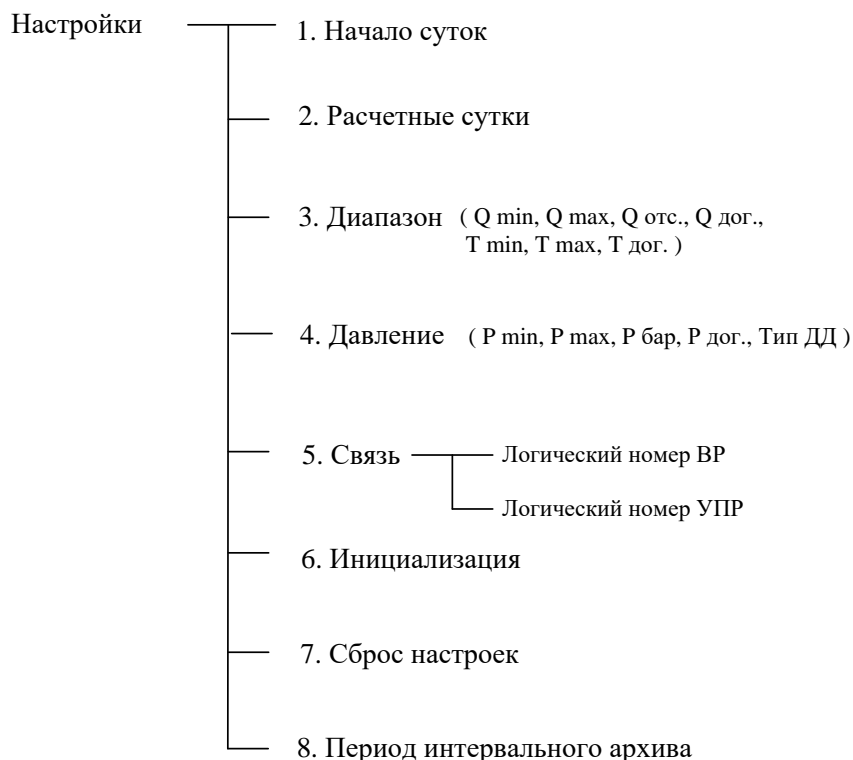 Настройки
1. Начало суток
2. Расчетные сутки
3. Диапазон ( Q min, Q max, Q отс., Q дог.,
T min, T max, T дог. )
4. Давление ( P min, P max, P бар, P дог., Тип ДД )
5. Связь
Логический номер ВР
Логический номер УПР
6. Инициализация
7. Сброс настроек
8. Период интервального архива